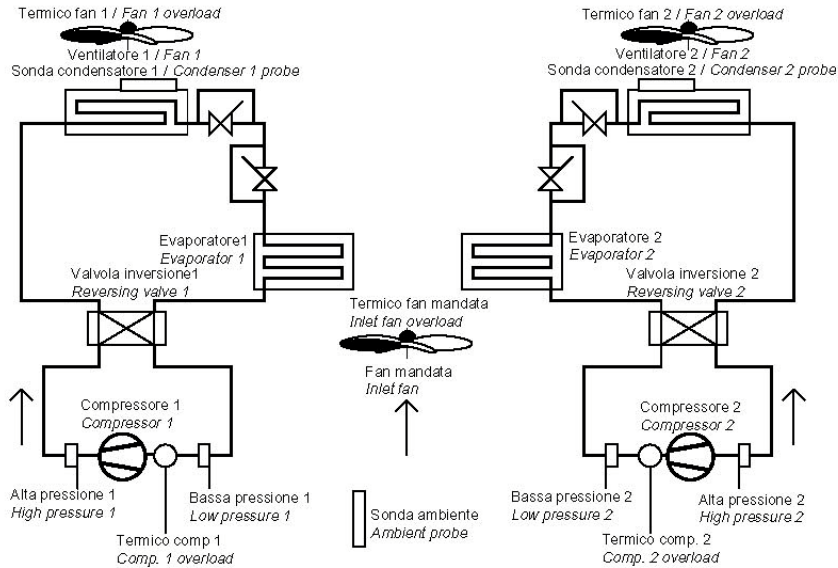 Termico fan 1 / Fan 1 overload
Ventilatore 1 / Fan 1
Sonda condensatore 1 / Condenser 1 probe
Termico fan 2 / Fan 2 overload
Ventilatore 2 / Fan 2
Sonda condensatore 2 / Condenser 2 probe
Evaporatore1
Evaporator 1
Valvola inversione1
Reversing valve 1
Evaporatore 2
Evaporator 2
Valvola inversione 2
Reversing valve 2
Termico fan mandata
Inlet fan overload
Fan mandata
Inlet fan
Compressore 1
Compressor 1
Compressore 2
Compressor 2
Alta pressione 1
High pressure 1
Bassa pressione 1
Low pressure 1
Termico comp 1
Comp. 1 overload
Sonda ambiente
Ambient probe
Bassa pressione 2
Low pressure 2
Alta pressione 2
High pressure 2
Termico comp. 2
Comp. 2 overload